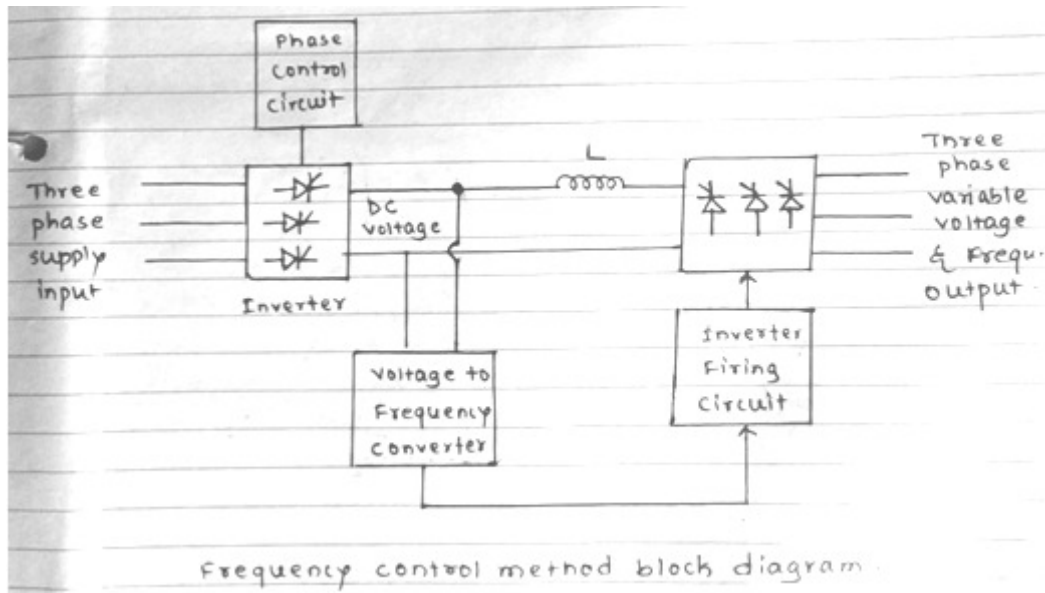 Phase
control
circuit
Three
phase
supply
input
DC
voltage
Inverter
L
Three
phase
variable
voltage
& Frequ.
output
Voltage to
Frequency
converter
Inverter
Firing
circuit
Frequency control method block diagram.